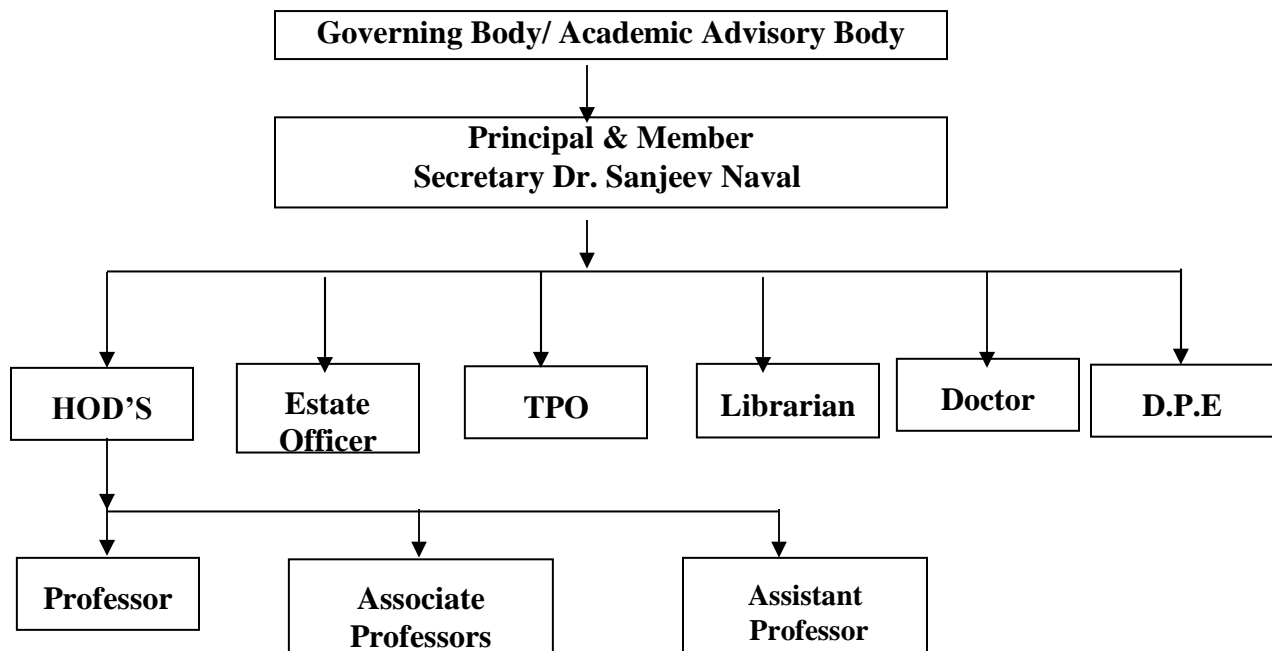 Governing Body/ Academic Advisory Body
Principal & Member
Secretary Dr. Sanjeev Naval
HOD’S
Estate
Officer
TPO
Librarian
Doctor
D.P.E
Professor
Associate
Professors
Assistant
Professor